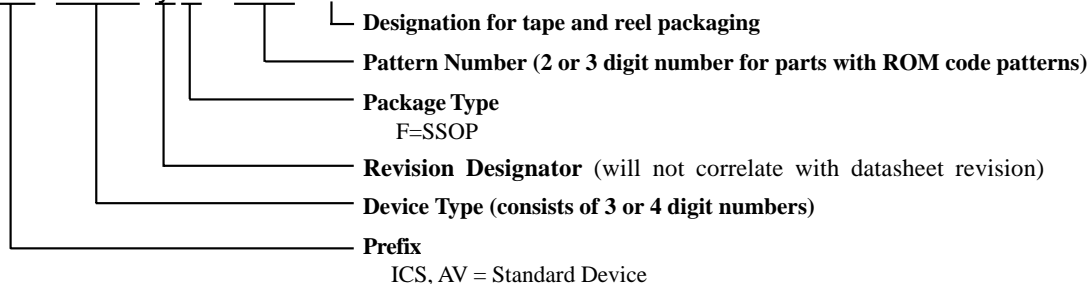 Designation for tape and reel packaging
Pattern Number (2 or 3 digit number for parts with ROM code patterns)
Package Type
F=SSOP
Revision Designator (will not correlate with datasheet revision)
Device Type (consists of 3 or 4 digit numbers)
Prefix
ICS, AV = Standard Device